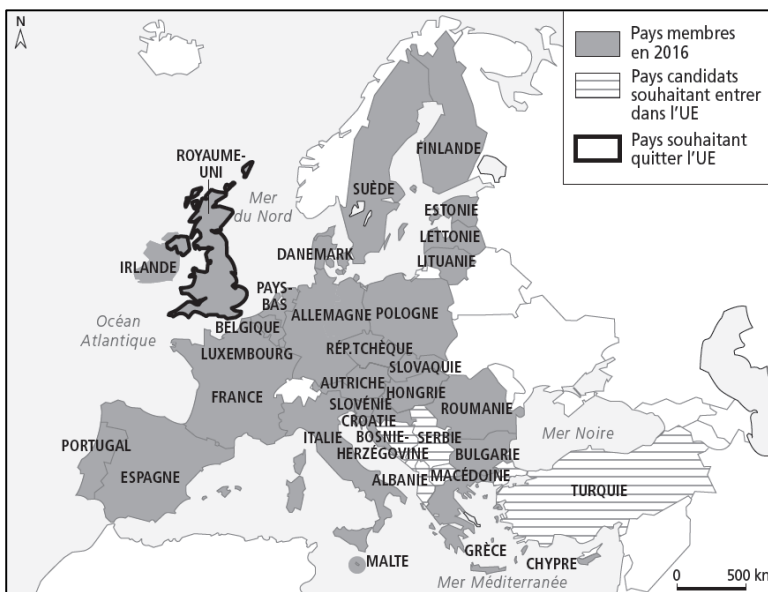 N
Pays membres
en 2016
Pays candidats
souhaitant entrer
dans l'UE
Pays souhaitant
quitter l'UE
ROYAUME-
UNI
FINLANDE
SUÈDE
Mer
du Nord
ESTONIE
LETTONIE
LITUANIE
DANEMARK
IRLANDE
PAYS-
BAS
ALLEMAGNE
POLOGNE
Océan
Atlantique
BELGIQUE
LUXEMBOURG
RÉP.TCHÈQUE
SLOVAQUIE
AUTRICHE
HONGRIE
FRANCE
SLOVÉNIE
ROUMANIE
CROATIE
ITALIE
BOSNIE-
HERZÉGOVINE
SERBIE
Mer Noire
PORTUGAL
ESPAGNE
BULGARIE
ALBANIE
MACÉDOINE
TURQUIE
GRÈCE
CHYPRE
MALTE
Mer Méditerranée
0 500 km